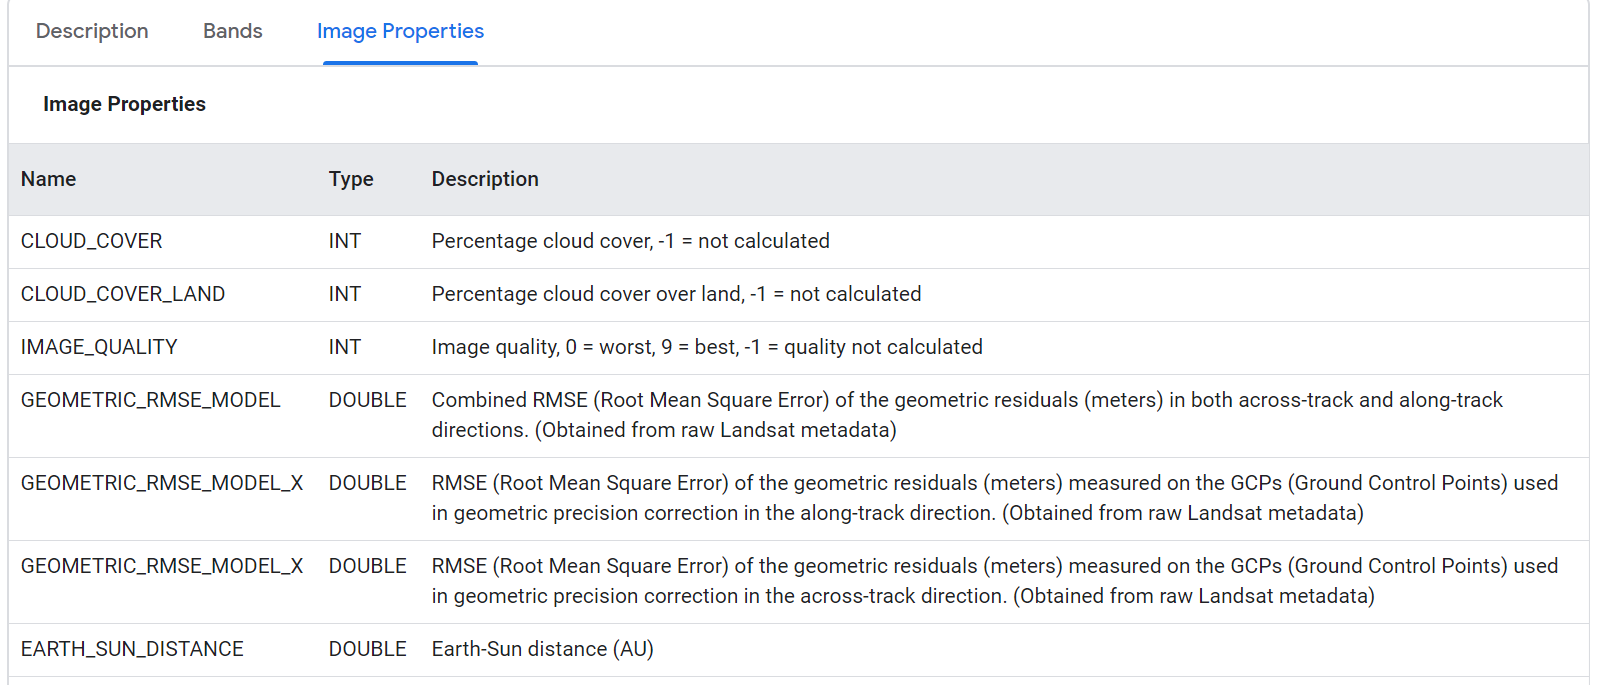 Description Bands Image Properties
Image Properties
Name Type Description
CLOUD_COVER INT Percentage cloud cover, -1 = not calculated
CLOUD_COVER_LAND INT Percentage cloud cover over land, -1 = not calculated
IMAGE_QUALITY INT Image quality, 0 = worst, 9 = best, -1 = quality not calculated
GEOMETRIC_RMSE_MODEL DOUBLE Combined RMSE (Root Mean Square Error) of the geometric residuals (meters) in both across-track and along-track
directions. (Obtained from raw Landsat metadata)
GEOMETRIC_RMSE_MODEL_X DOUBLE RMSE (Root Mean Square Error) of the geometric residuals (meters) measured on the GCPs (Ground Control Points) used
in geometric precision correction in the along-track direction. (Obtained from raw Landsat metadata)
GEOMETRIC_RMSE_MODEL_X DOUBLE RMSE (Root Mean Square Error) of the geometric residuals (meters) measured on the GCPs (Ground Control Points) used
in geometric precision correction in the across-track direction. (Obtained from raw Landsat metadata)
EARTH_SUN_DISTANCE DOUBLE Earth-Sun distance (AU)